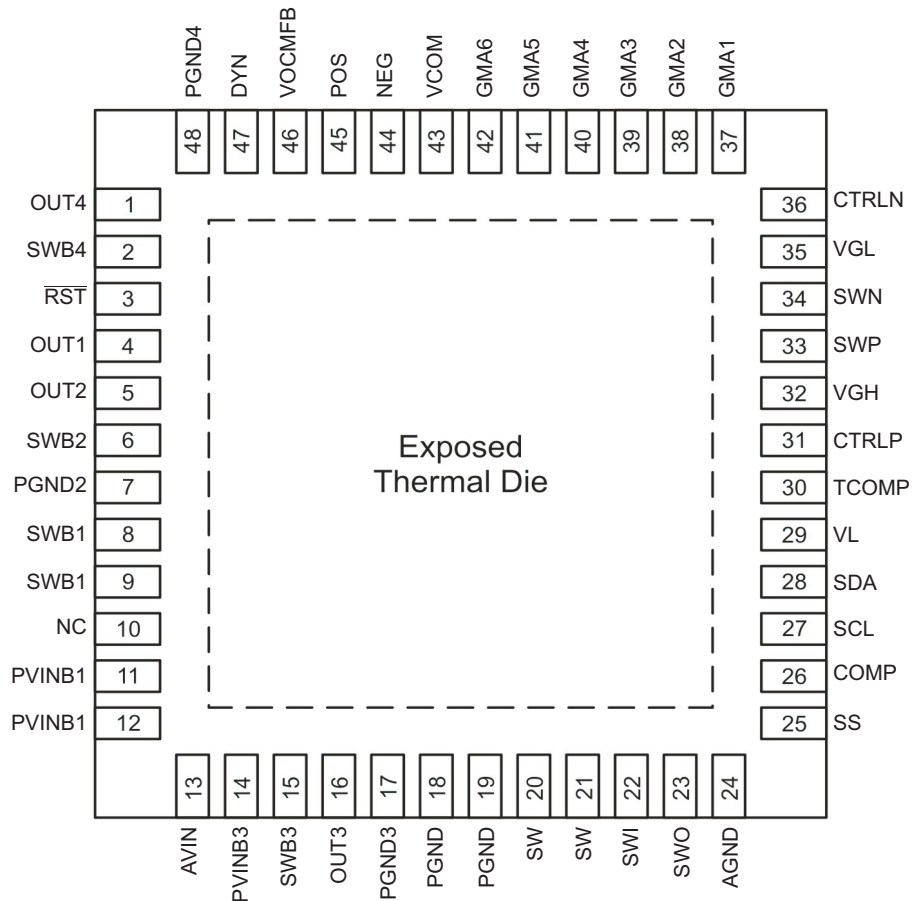 PGND4
DYN
VOCMFB
POS
NEG
VCOM
GMA6
GMA5
GMA4
GMA3
GMA2
GMA1
48
47
46
45
44
43
42
41
40
39
38
37
OUT4 1
SWB4 2
RST 3
OUT1 4
OUT2 5
SWB2 6
PGND2 7
SWB1 8
SWB1 9
NC 10
PVINB1 11
PVINB1 12
Exposed
Thermal Die
36 CTRLN
35 VGL
34 SWN
33 SWP
32 VGH
31 CTRLP
30 TCOMP
29 VL
28 SDA
27 SCL
26 COMP
25 SS
13
14
15
16
17
18
19
20
21
22
23
24
AVIN
PVINB3
SWB3
OUT3
PGND3
PGND
PGND
SW
SW
SWI
SWO
AGND